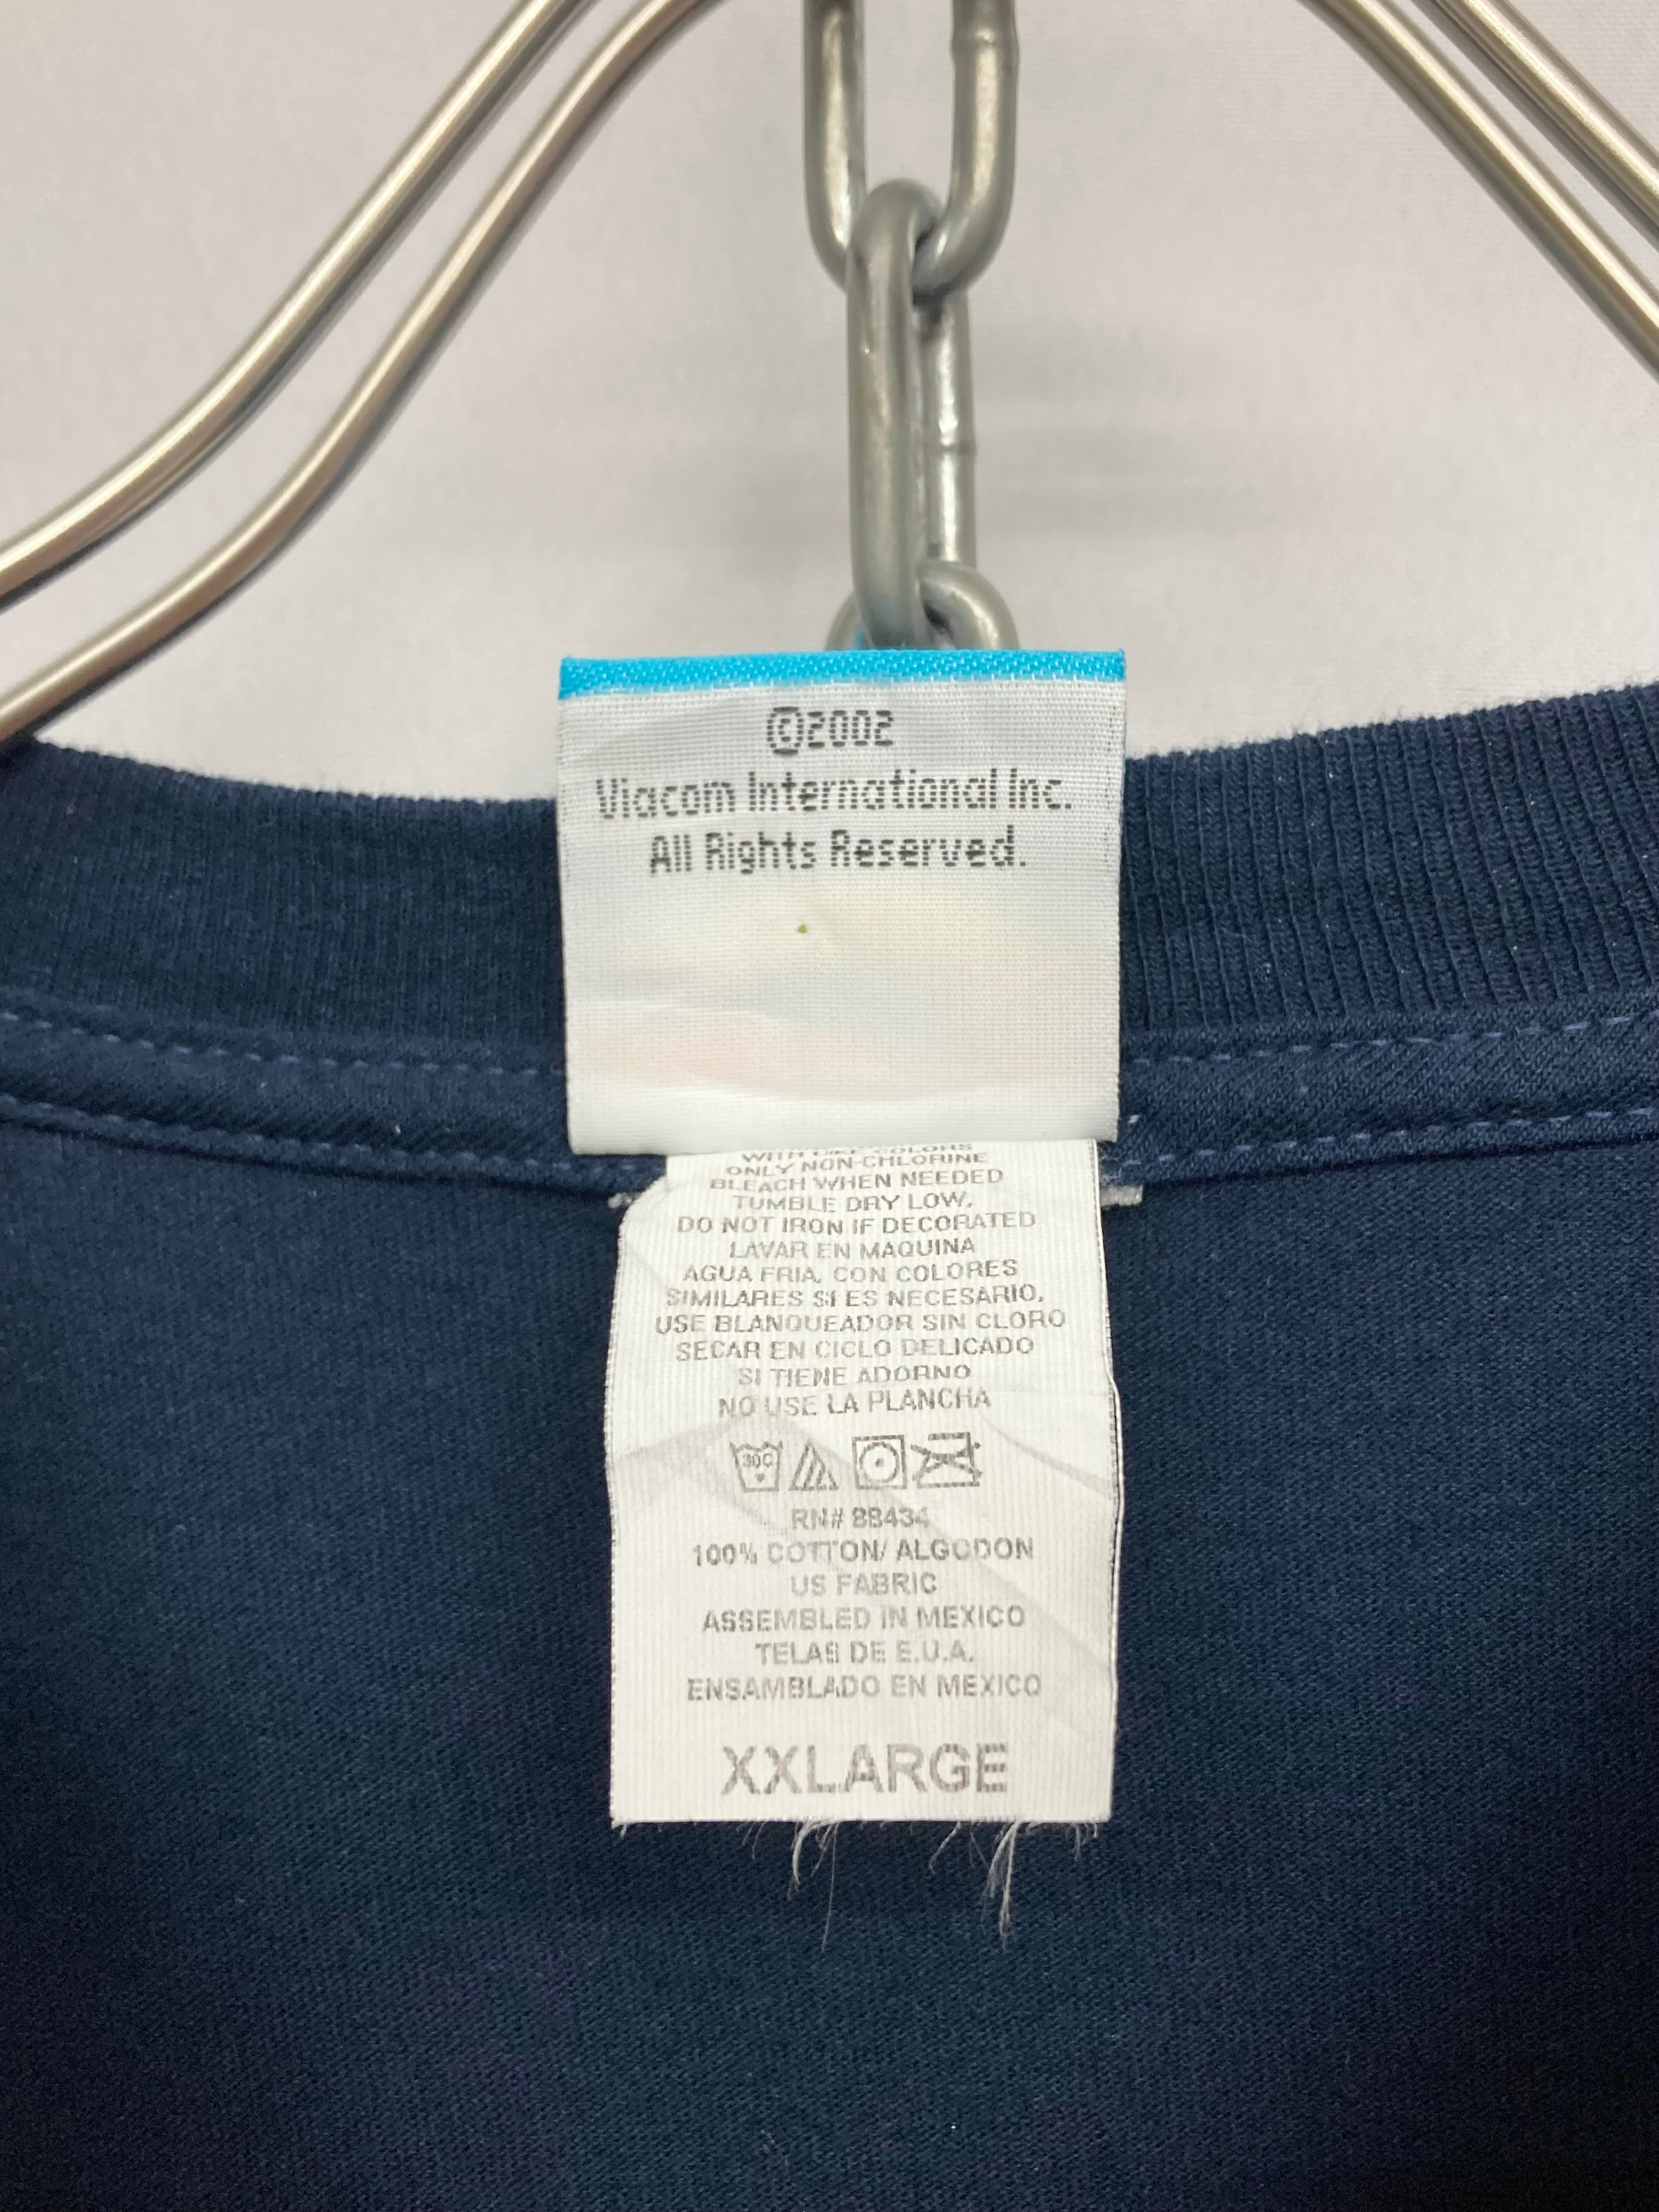 ©2002
Viacom International Inc.
All Rights Reserved.
WITH LIKE COLORS
ONLY NON-CHLORINE
BLEACH WHEN NEEDED
TUMBLE DRY LOW.
DO NOT IRON IF DECORATED
LAVAR EN MAQUINA
AGUA FRIA, CON COLORES
SIMILARES SI ES NECESARIO,
USE BLANQUEADOR SIN CLORO
SECAR EN CICLO DELICADO
SI TIENE ADORNO
NO USE LA PLANCHA
30C
RN# 88434
100% COTTON/ ALGODON
US FABRIC
ASSEMBLED IN MEXICO
TELAS DE E.U.A.
ENSAMBLADO EN MEXICO
XXLARGE